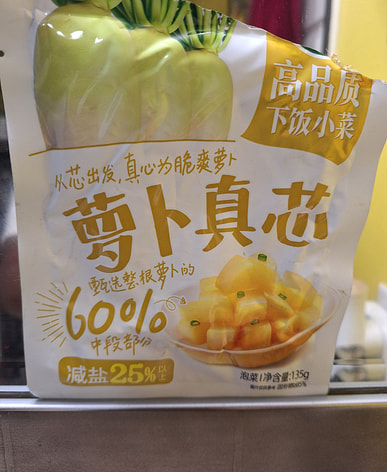 高品质
下饭小菜
从芯出发,真心为脆爽萝卜
萝卜真芯
甄选整根萝卜的
60%
中段部分
减盐25%以上
泡菜 | 净含量:135g